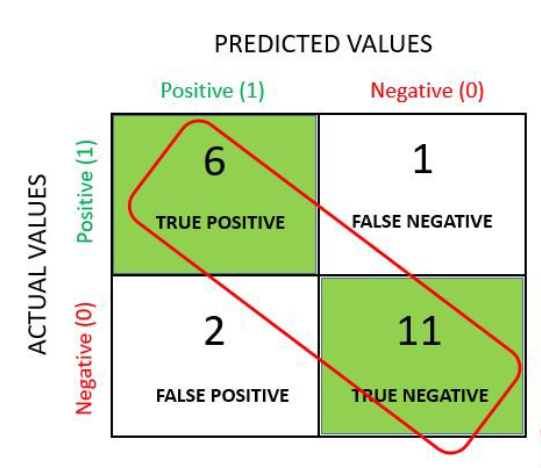 PREDICTED VALUES
Positive (1)
Negative (0)
ACTUAL VALUES
Positive (1)
6
TRUE POSITIVE
1
FALSE NEGATIVE
Negative (0)
2
FALSE POSITIVE
11
TRUE NEGATIVE